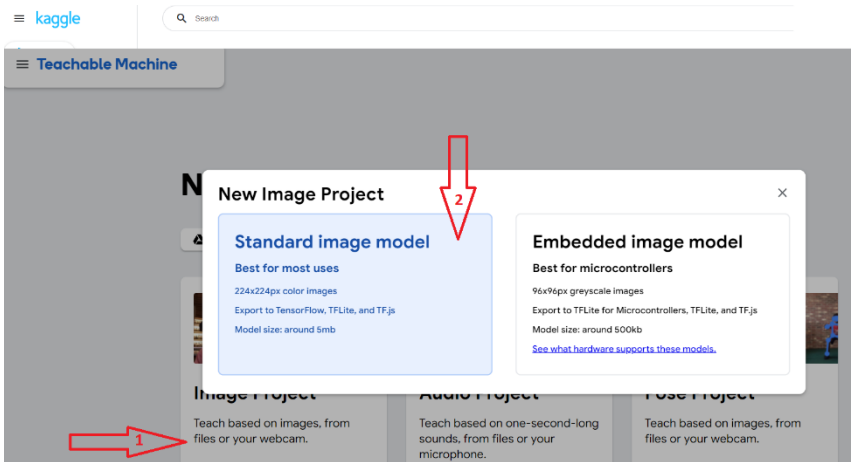 kaggle
Search
Teachable Machine
N
New Image Project
2
Standard image model
Best for most uses
224x224px color images
Export to TensorFlow, TFLite, and TF.js
Model size: around 5mb
Embedded image model
Best for microcontrollers
96x96px greyscale images
Export to TFLite for Microcontrollers, TFLite, and TF.js
Model size: around 500kb
See what hardware supports these models.
Image Project
Teach based on images, from
files or your webcam.
1
Audio Project
Teach based on one-second-long
sounds, from files or your
microphone.
Pose Project
Teach based on images, from
files or your webcam.